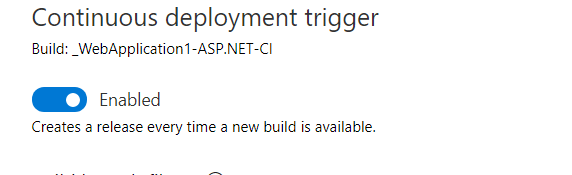 Continuous deployment trigger
Build: _WebApplication1-ASP.NET-CI
Enabled
Creates a release every time a new build is available.